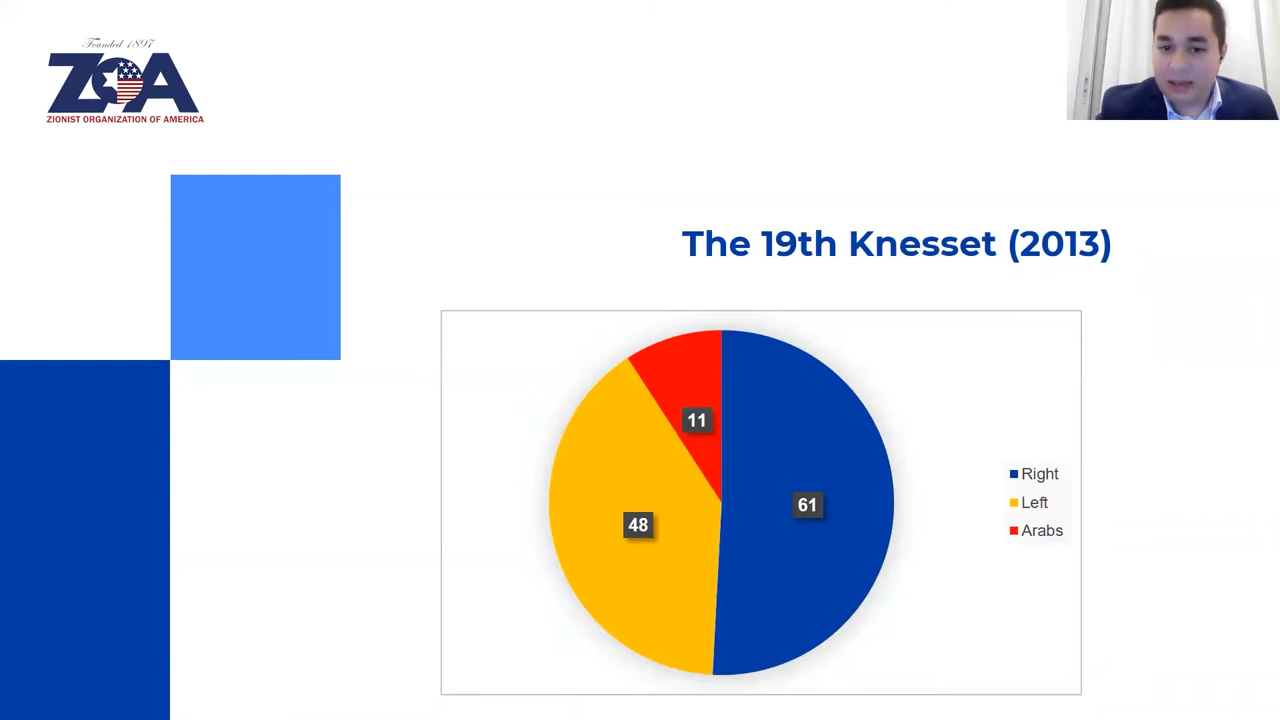 Founded 1897
ZOA
ZIONIST ORGANIZATION OF AMERICA
The 19th Knesset (2013)
11
61
48
Right
Left
Arabs